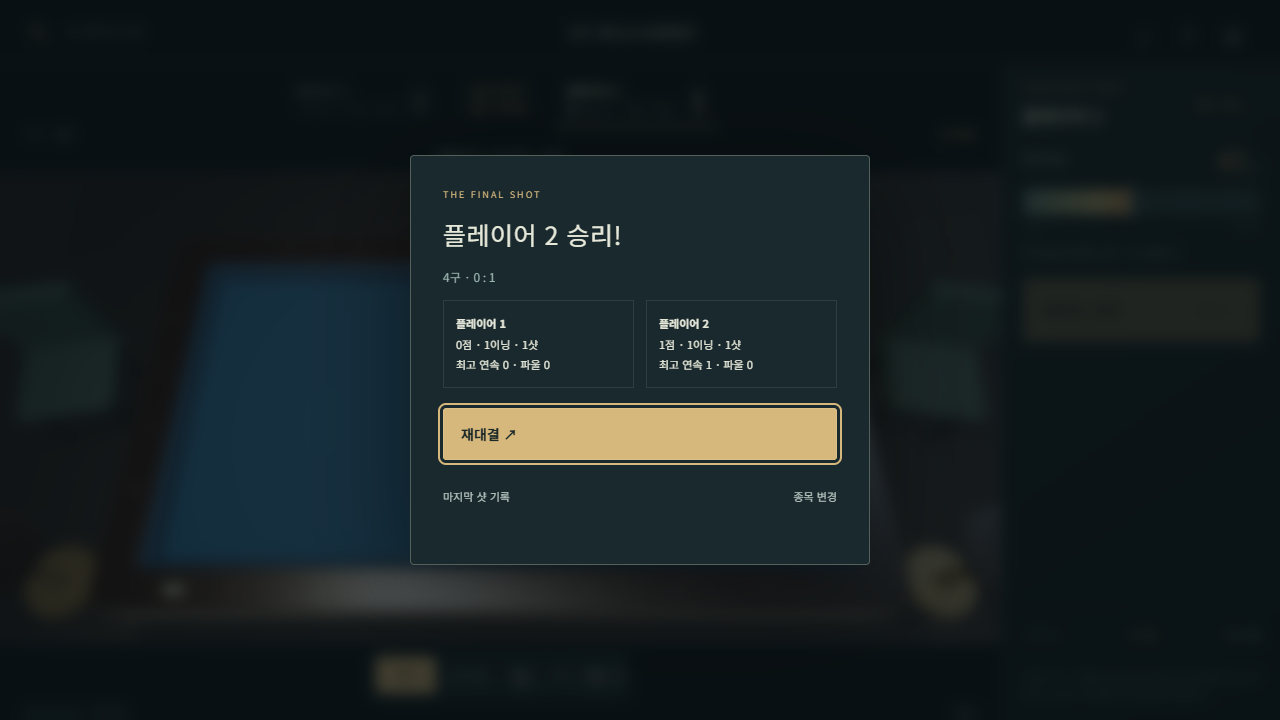 THE FINAL SHOT
플레이어 2 승리!
4구 · 0 : 1
플레이어 1
0점 · 1이닝 · 1샷
최고 연속 0 · 파울 0
플레이어 2
1점 · 1이닝 · 1샷
최고 연속 1 · 파울 0
재대결 ↗
마지막 샷 기록
종목 변경